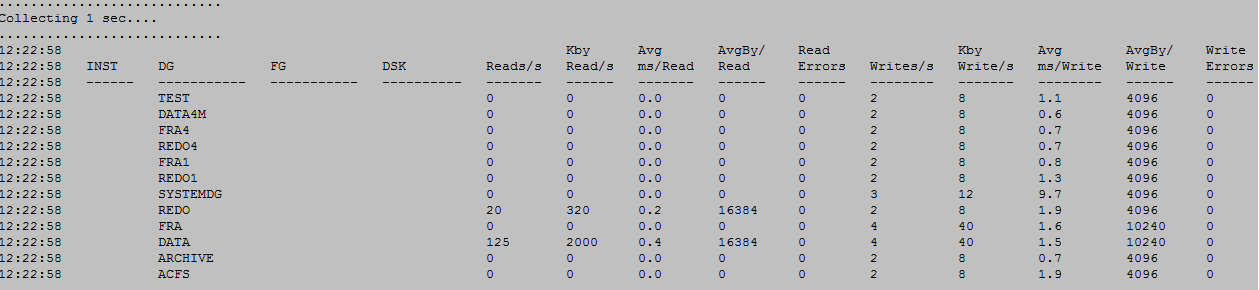 ............................
Collecting 1 sec....
............................
12:22:58 Kby Avg AvgBy/ Read Kby Avg AvgBy/ Write
12:22:58 INST DG FG DSK Reads/s Read/s ms/Read Read Errors Writes/s Write/s ms/Write Write Errors
12:22:58 ------ ----------- ----------- ---------- ------- ------ ------- ------ ------ -------- ------- -------- ------ ------
12:22:58 TEST 0 0 0.0 0 0 2 8 1.1 4096 0
12:22:58 DATA4M 0 0 0.0 0 0 2 8 0.6 4096 0
12:22:58 FRA4 0 0 0.0 0 0 2 8 0.7 4096 0
12:22:58 REDO4 0 0 0.0 0 0 2 8 0.7 4096 0
12:22:58 FRA1 0 0 0.0 0 0 2 8 0.8 4096 0
12:22:58 REDO1 0 0 0.0 0 0 2 8 1.3 4096 0
12:22:58 SYSTEMDG 0 0 0.0 0 0 3 12 9.7 4096 0
12:22:58 REDO 20 320 0.2 16384 0 2 8 1.9 4096 0
12:22:58 FRA 0 0 0.0 0 0 4 40 1.6 10240 0
12:22:58 DATA 125 2000 0.4 16384 0 4 40 1.5 10240 0
12:22:58 ARCHIVE 0 0 0.0 0 0 2 8 0.7 4096 0
12:22:58 ACFS 0 0 0.0 0 0 2 8 1.9 4096 0